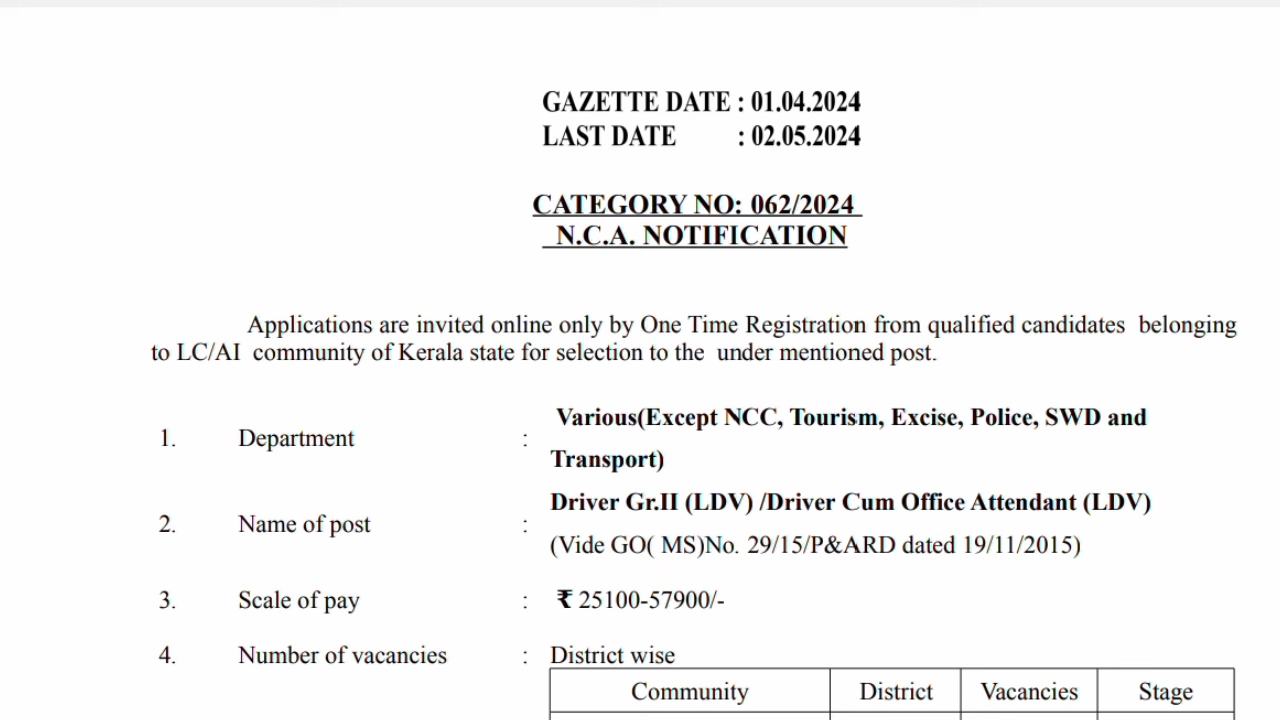 GAZETTE DATE : 01.04.2024
LAST DATE : 02.05.2024
CATEGORY NO: 062/2024
N.C.A. NOTIFICATION
Applications are invited online only by One Time Registration from qualified candidates belonging
to LC/AI community of Kerala state for selection to the under mentioned post.
1. Department : Various(Except NCC, Tourism, Excise, Police, SWD and
Transport)
2. Name of post : Driver Gr.II (LDV) /Driver Cum Office Attendant (LDV)
(Vide GO( MS)No. 29/15/P&ARD dated 19/11/2015)
3. Scale of pay : ₹ 25100-57900/-
4. Number of vacancies : District wise
Community District Vacancies Stage